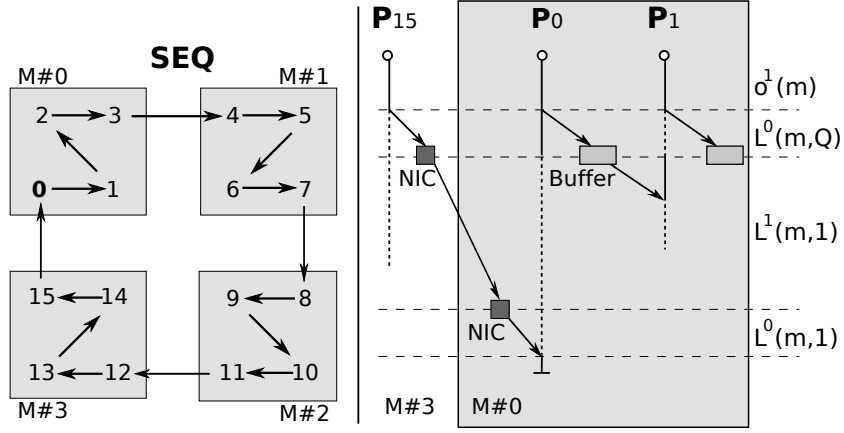 SEQ
M#0
M#1
2 3 4 5
0 1 6 7
15 14 9 8
13 12 11 10
M#3
M#2
P15 P0 P1
o¹(m)
L⁰(m,Q)
NIC
Buffer
L¹(m,1)
NIC
L⁰(m,1)
M#3 M#0